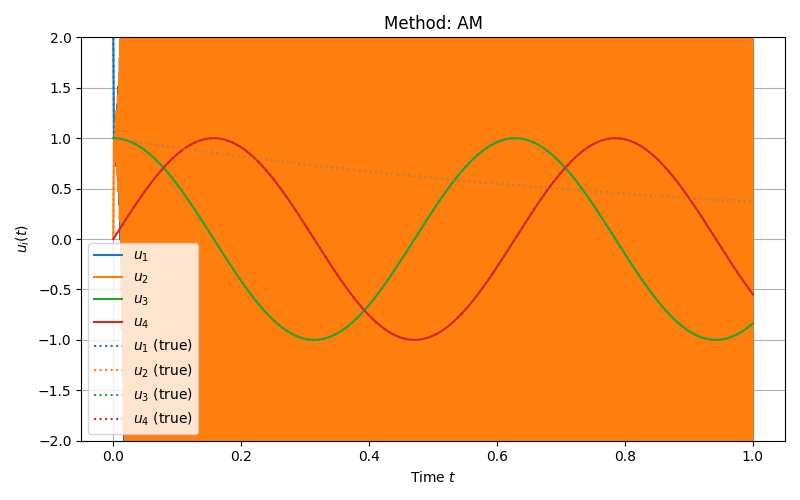 Method: AM
2.0
1.5
1.0
0.5
0.0
−0.5
−1.0
−1.5
−2.0
u_i(t)
u_1
u_2
u_3
u_4
u_1 (true)
u_2 (true)
u_3 (true)
u_4 (true)
0.0 0.2 0.4 0.6 0.8 1.0
Time t